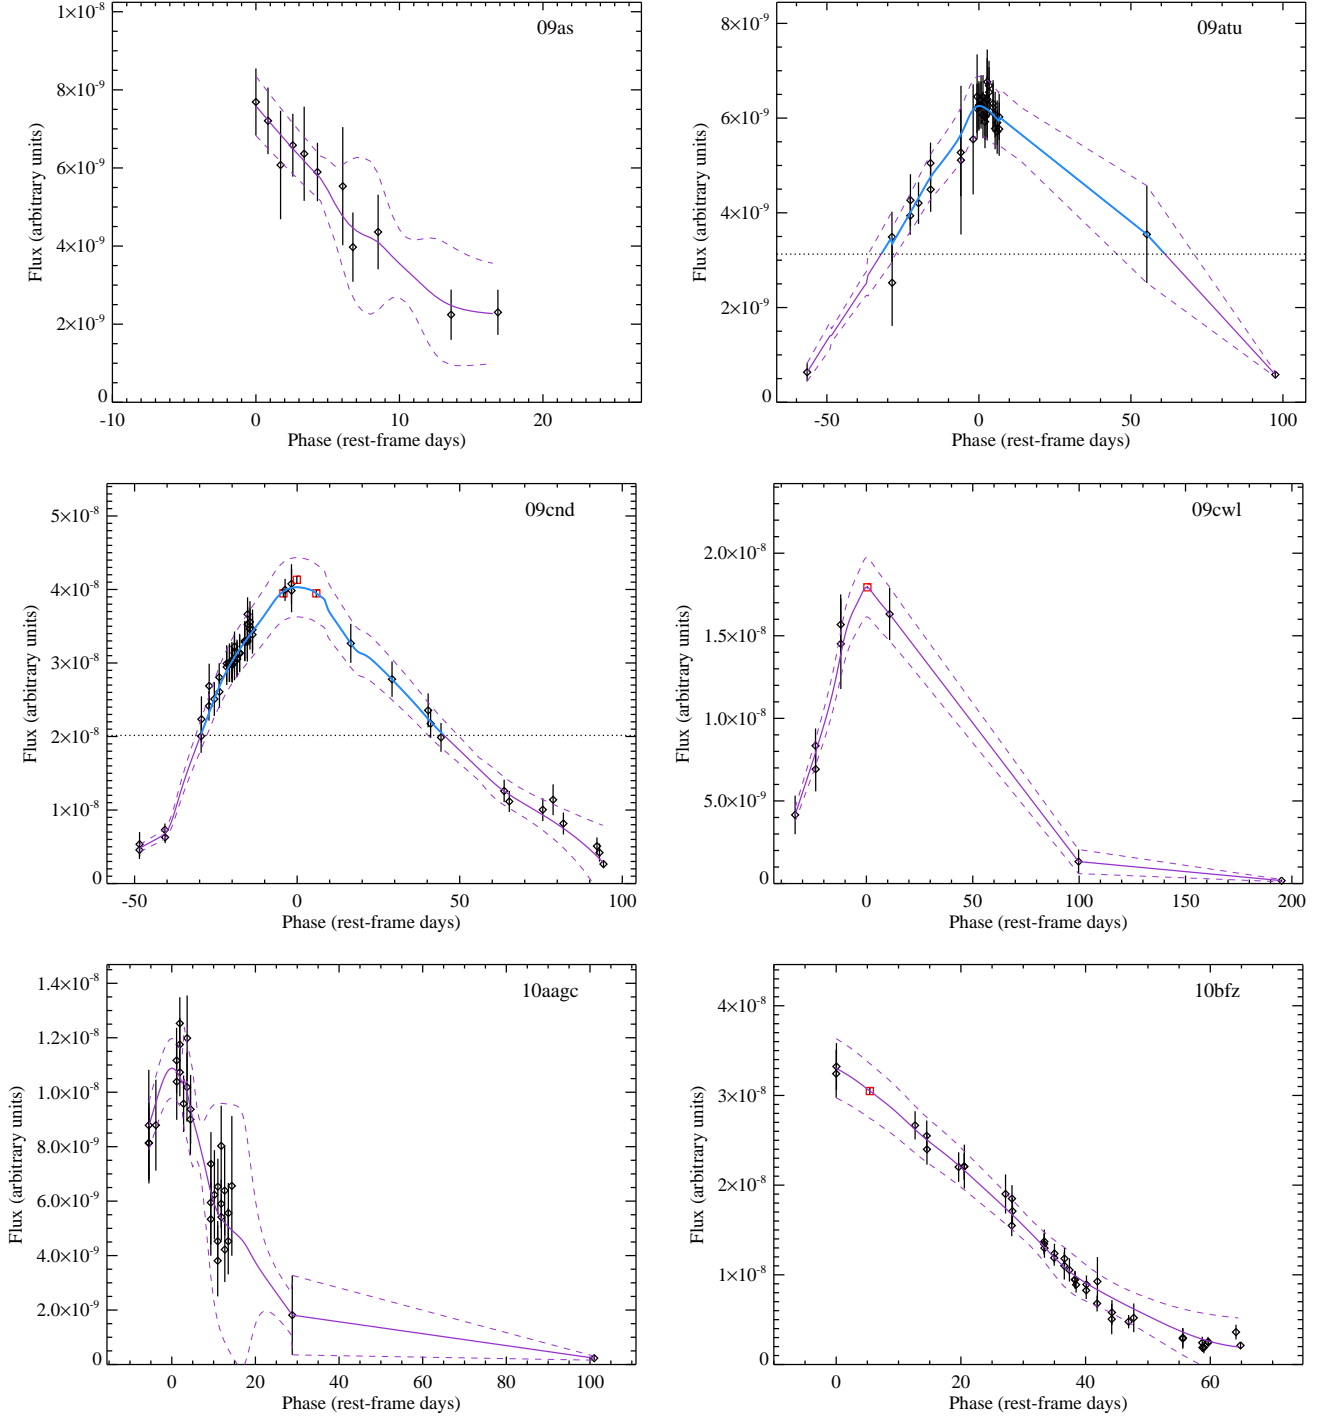 09as
1×10⁻⁸
8×10⁻⁹
6×10⁻⁹
4×10⁻⁹
2×10⁻⁹
0
Flux (arbitrary units)
-10 0 10 20
Phase (rest-frame days)
09atu
8×10⁻⁹
6×10⁻⁹
4×10⁻⁹
2×10⁻⁹
0
Flux (arbitrary units)
-50 0 50 100
Phase (rest-frame days)
09cnd
5×10⁻⁸
4×10⁻⁸
3×10⁻⁸
2×10⁻⁸
1×10⁻⁸
0
Flux (arbitrary units)
-50 0 50 100
Phase (rest-frame days)
09cwl
2.0×10⁻⁸
1.5×10⁻⁸
1.0×10⁻⁸
5.0×10⁻⁹
0
Flux (arbitrary units)
0 50 100 150 200
Phase (rest-frame days)
10aagc
1.4×10⁻⁸
1.2×10⁻⁸
1.0×10⁻⁸
8.0×10⁻⁹
6.0×10⁻⁹
4.0×10⁻⁹
2.0×10⁻⁹
0
Flux (arbitrary units)
0 20 40 60 80 100
Phase (rest-frame days)
10bfz
4×10⁻⁸
3×10⁻⁸
2×10⁻⁸
1×10⁻⁸
0
Flux (arbitrary units)
0 20 40 60
Phase (rest-frame days)